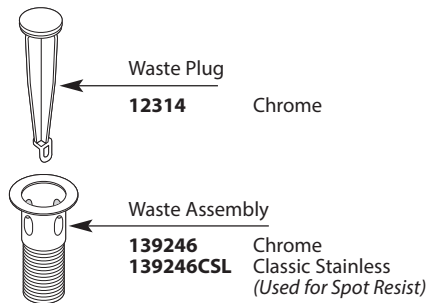 Waste Plug
12314 Chrome
Waste Assembly
139246 Chrome
139246CSL Classic Stainless
(Used for Spot Resist)